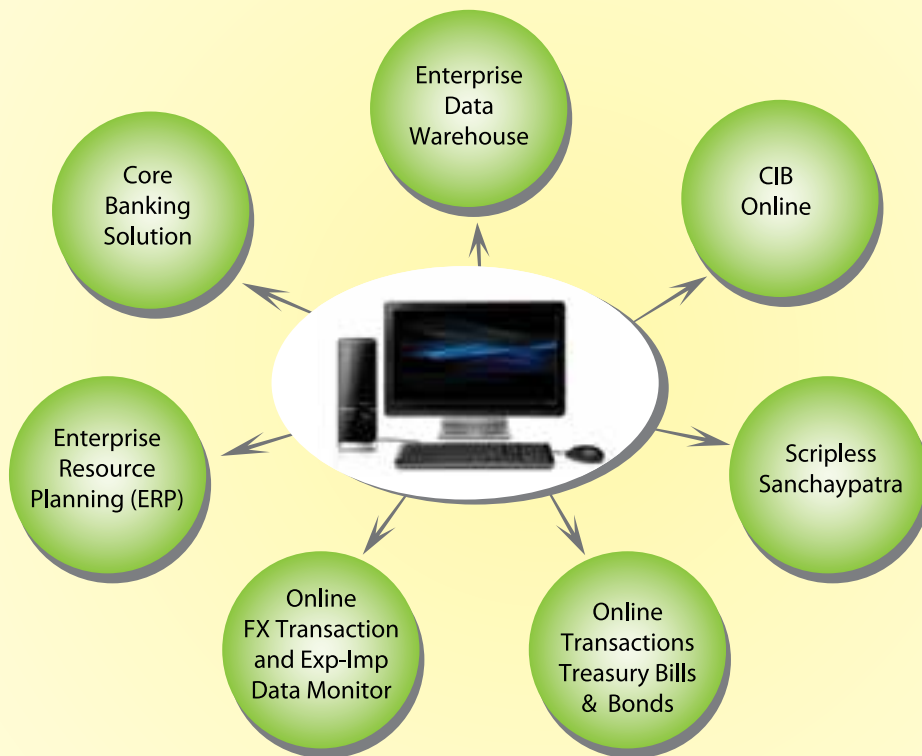 Enterprise
Data
Warehouse
Core
Banking
Solution
CIB
Online
Enterprise
Resource
Planning (ERP)
Scripless
Sanchaypatra
Online
FX Transaction
and Exp-Imp
Data Monitor
Online
Transactions
Treasury Bills
& Bonds